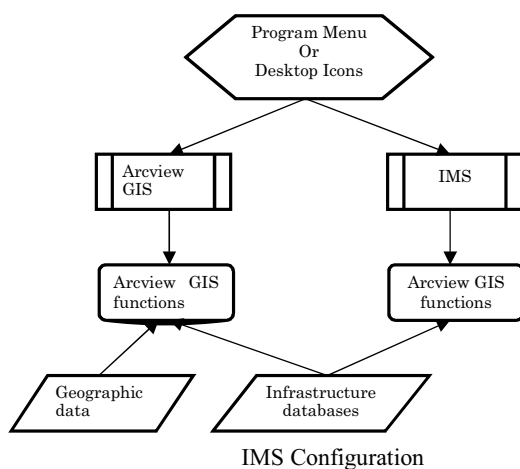 Program Menu
Or
Desktop Icons
Arcview
GIS
IMS
Arcview GIS
functions
Arcview GIS
functions
Geographic
data
Infrastructure
databases
IMS Configuration